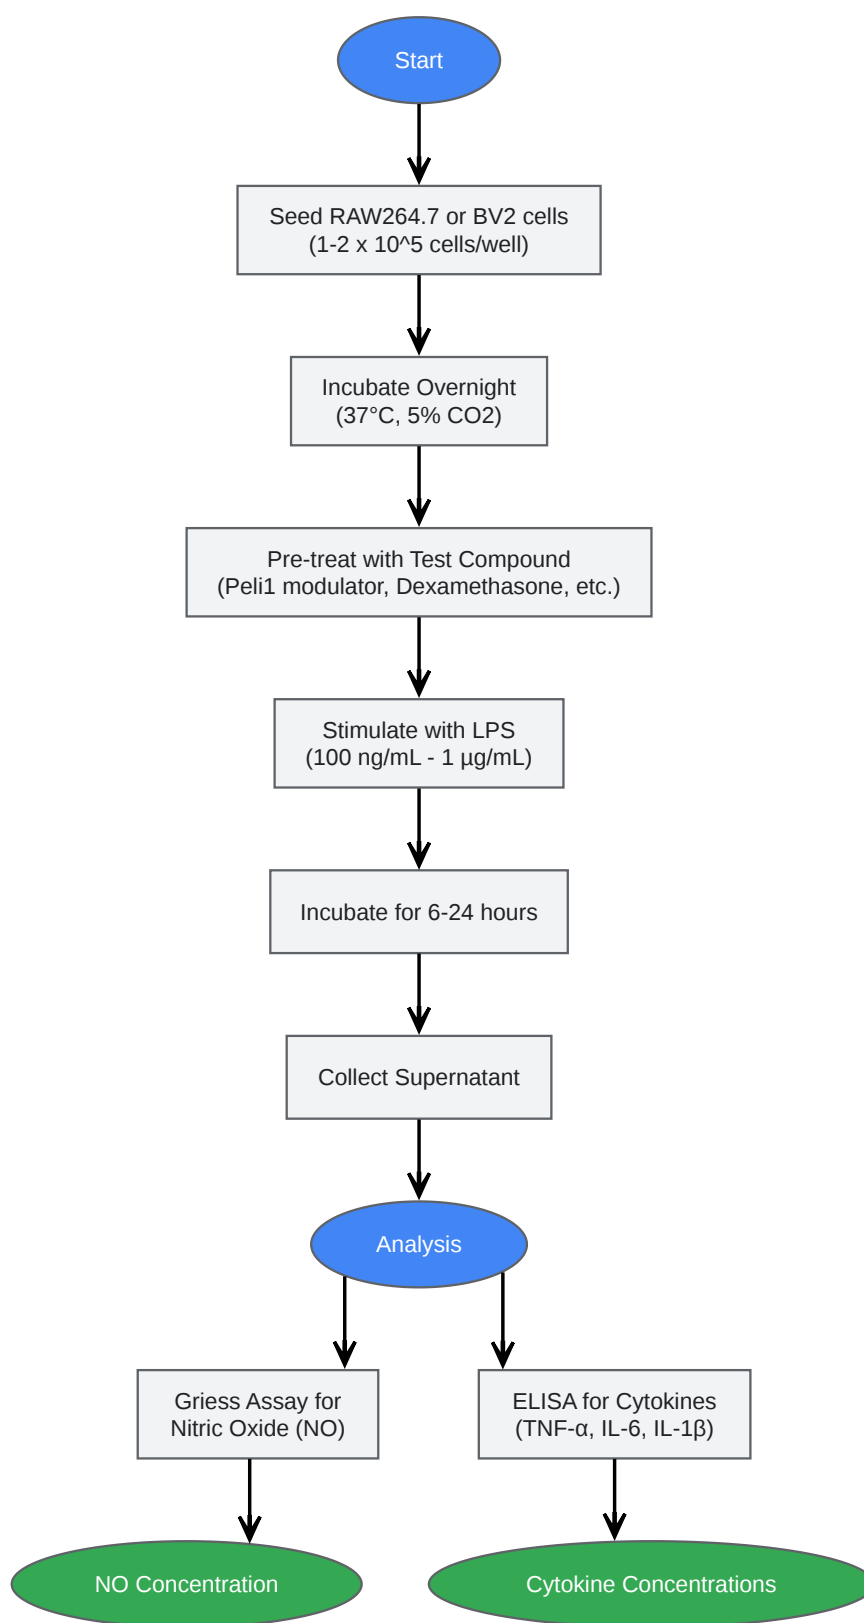 Start
Seed RAW264.7 or BV2 cells
(1-2 x 10^5 cells/well)
Incubate Overnight
(37°C, 5% CO2)
Pre-treat with Test Compound
(Peli1 modulator, Dexamethasone, etc.)
Stimulate with LPS
(100 ng/mL - 1 µg/mL)
Incubate for 6-24 hours
Collect Supernatant
Analysis
Griess Assay for
Nitric Oxide (NO)
ELISA for Cytokines
(TNF-α, IL-6, IL-1β)
NO Concentration
Cytokine Concentrations